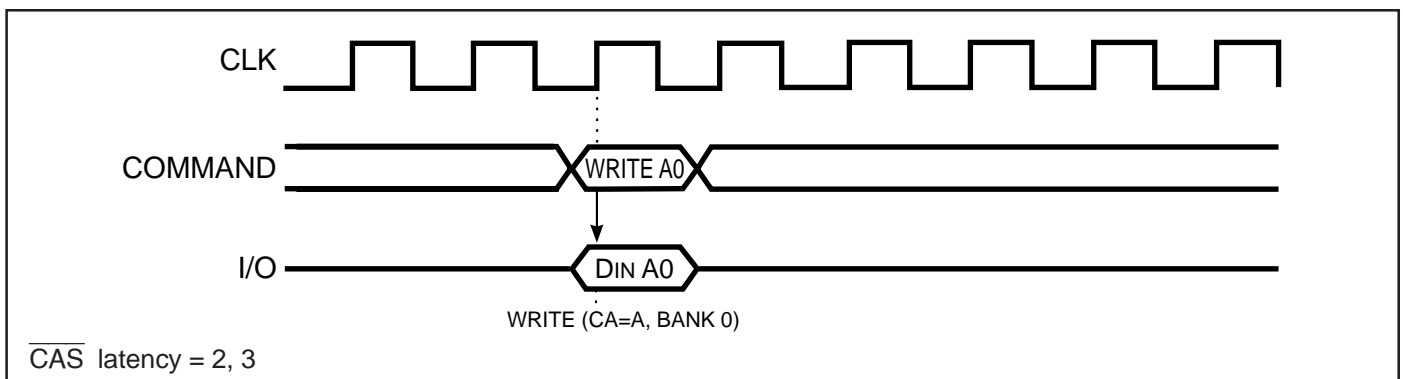 CLK
COMMAND
WRITE A0
I/O
DIN A0
WRITE (CA=A, BANK 0)
CAS latency = 2, 3